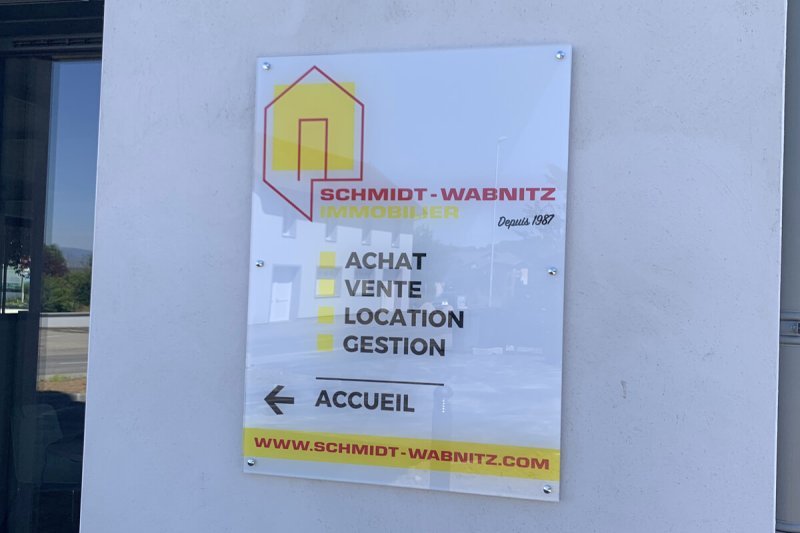 SCHMIDT-WABNITZ
IMMOBILIER
Depuis 1987
ACHAT
VENTE
LOCATION
GESTION
ACCUEIL
WWW.SCHMIDT-WABNITZ.COM